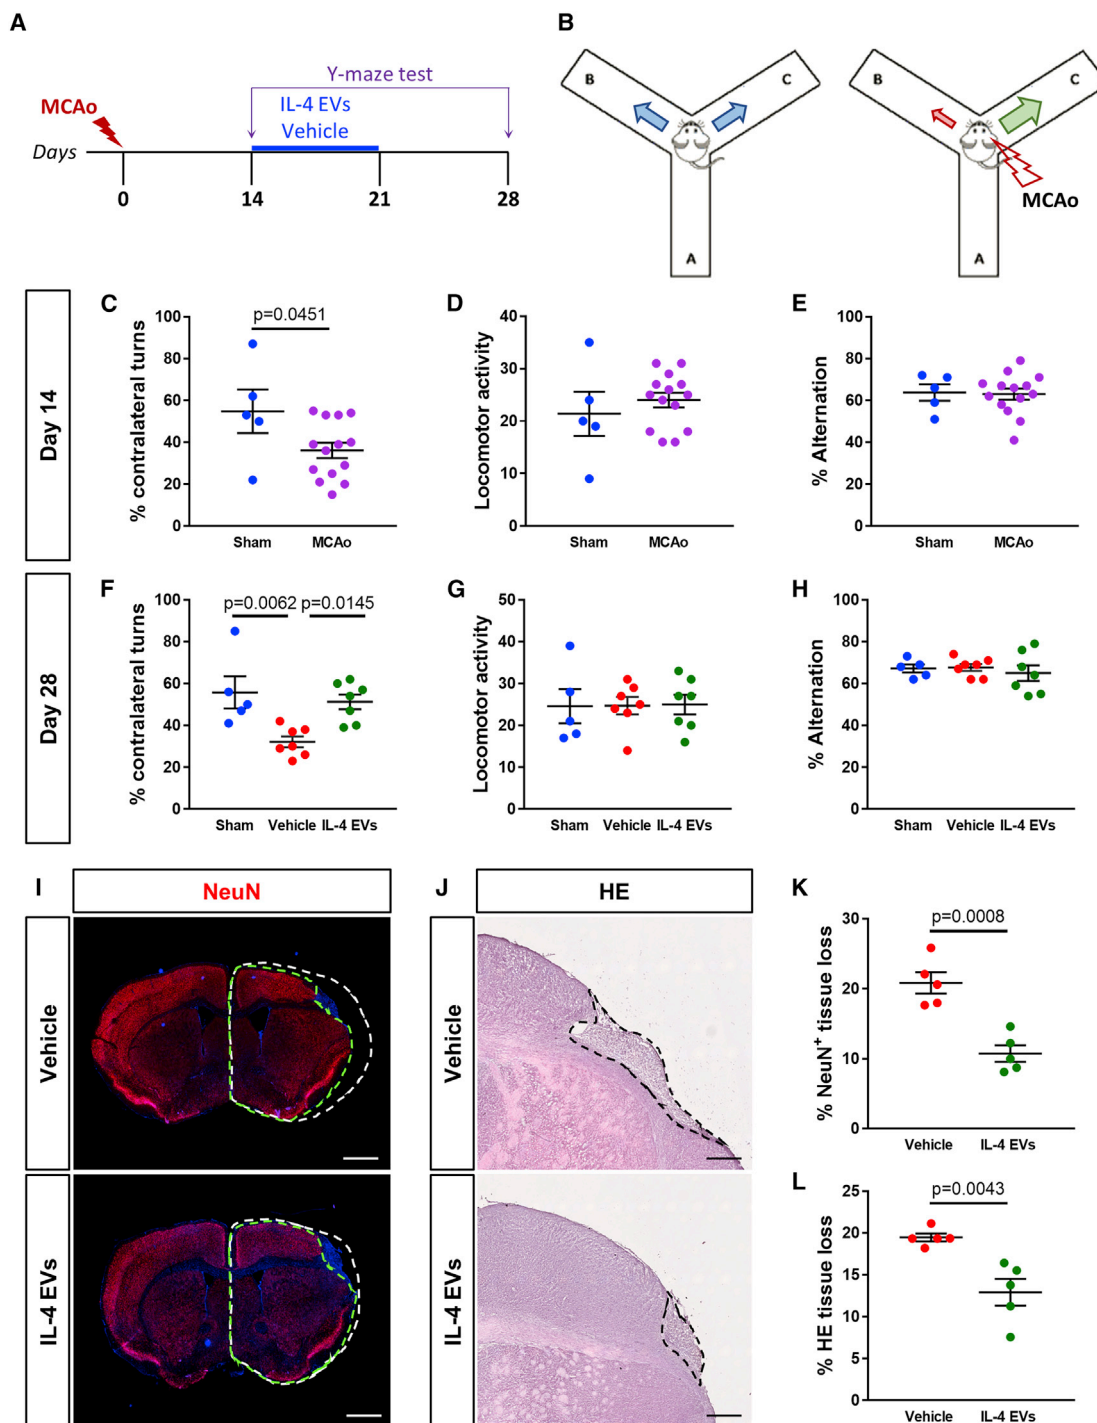 A
B
Y-maze test
MCAo
IL-4 EVs
Vehicle
Days
0
14
21
28
B
C
A
B
C
MCAo
A
Day 14
C
% contralateral turns
100
80
60
40
20
0
p=0.0451
Sham
MCAo
D
Locomotor activity
40
30
20
10
0
Sham
MCAo
E
% Alternation
100
80
60
40
20
0
Sham
MCAo
Day 28
F
% contralateral turns
100
80
60
40
20
0
p=0.0062
p=0.0145
Sham
Vehicle
IL-4 EVs
G
Locomotor activity
50
40
30
20
10
0
Sham
Vehicle
IL-4 EVs
H
% Alternation
100
80
60
40
20
0
Sham
Vehicle
IL-4 EVs
I
NeuN
Vehicle
IL-4 EVs
J
HE
Vehicle
IL-4 EVs
K
% NeuN⁺ tissue loss
30
20
10
0
p=0.0008
Vehicle
IL-4 EVs
L
% HE tissue loss
25
20
15
10
5
0
p=0.0043
Vehicle
IL-4 EVs